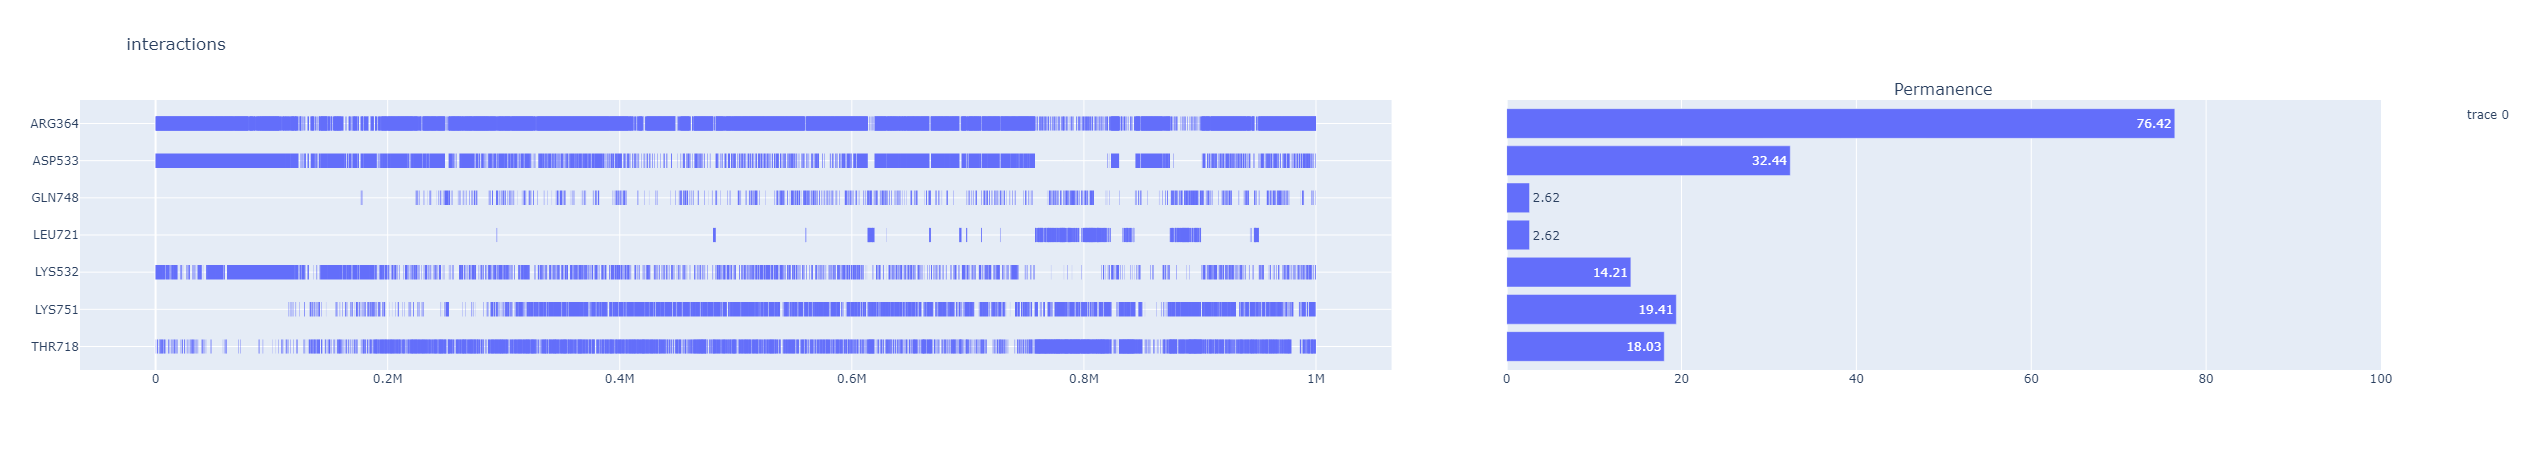 interactions
Permanence
trace 0
ARG364
ASP533
GLN748
LEU721
LYS532
LYS751
THR718
0 0.2M 0.4M 0.6M 0.8M 1M
76.42
32.44
2.62
2.62
14.21
19.41
18.03
0 20 40 60 80 100